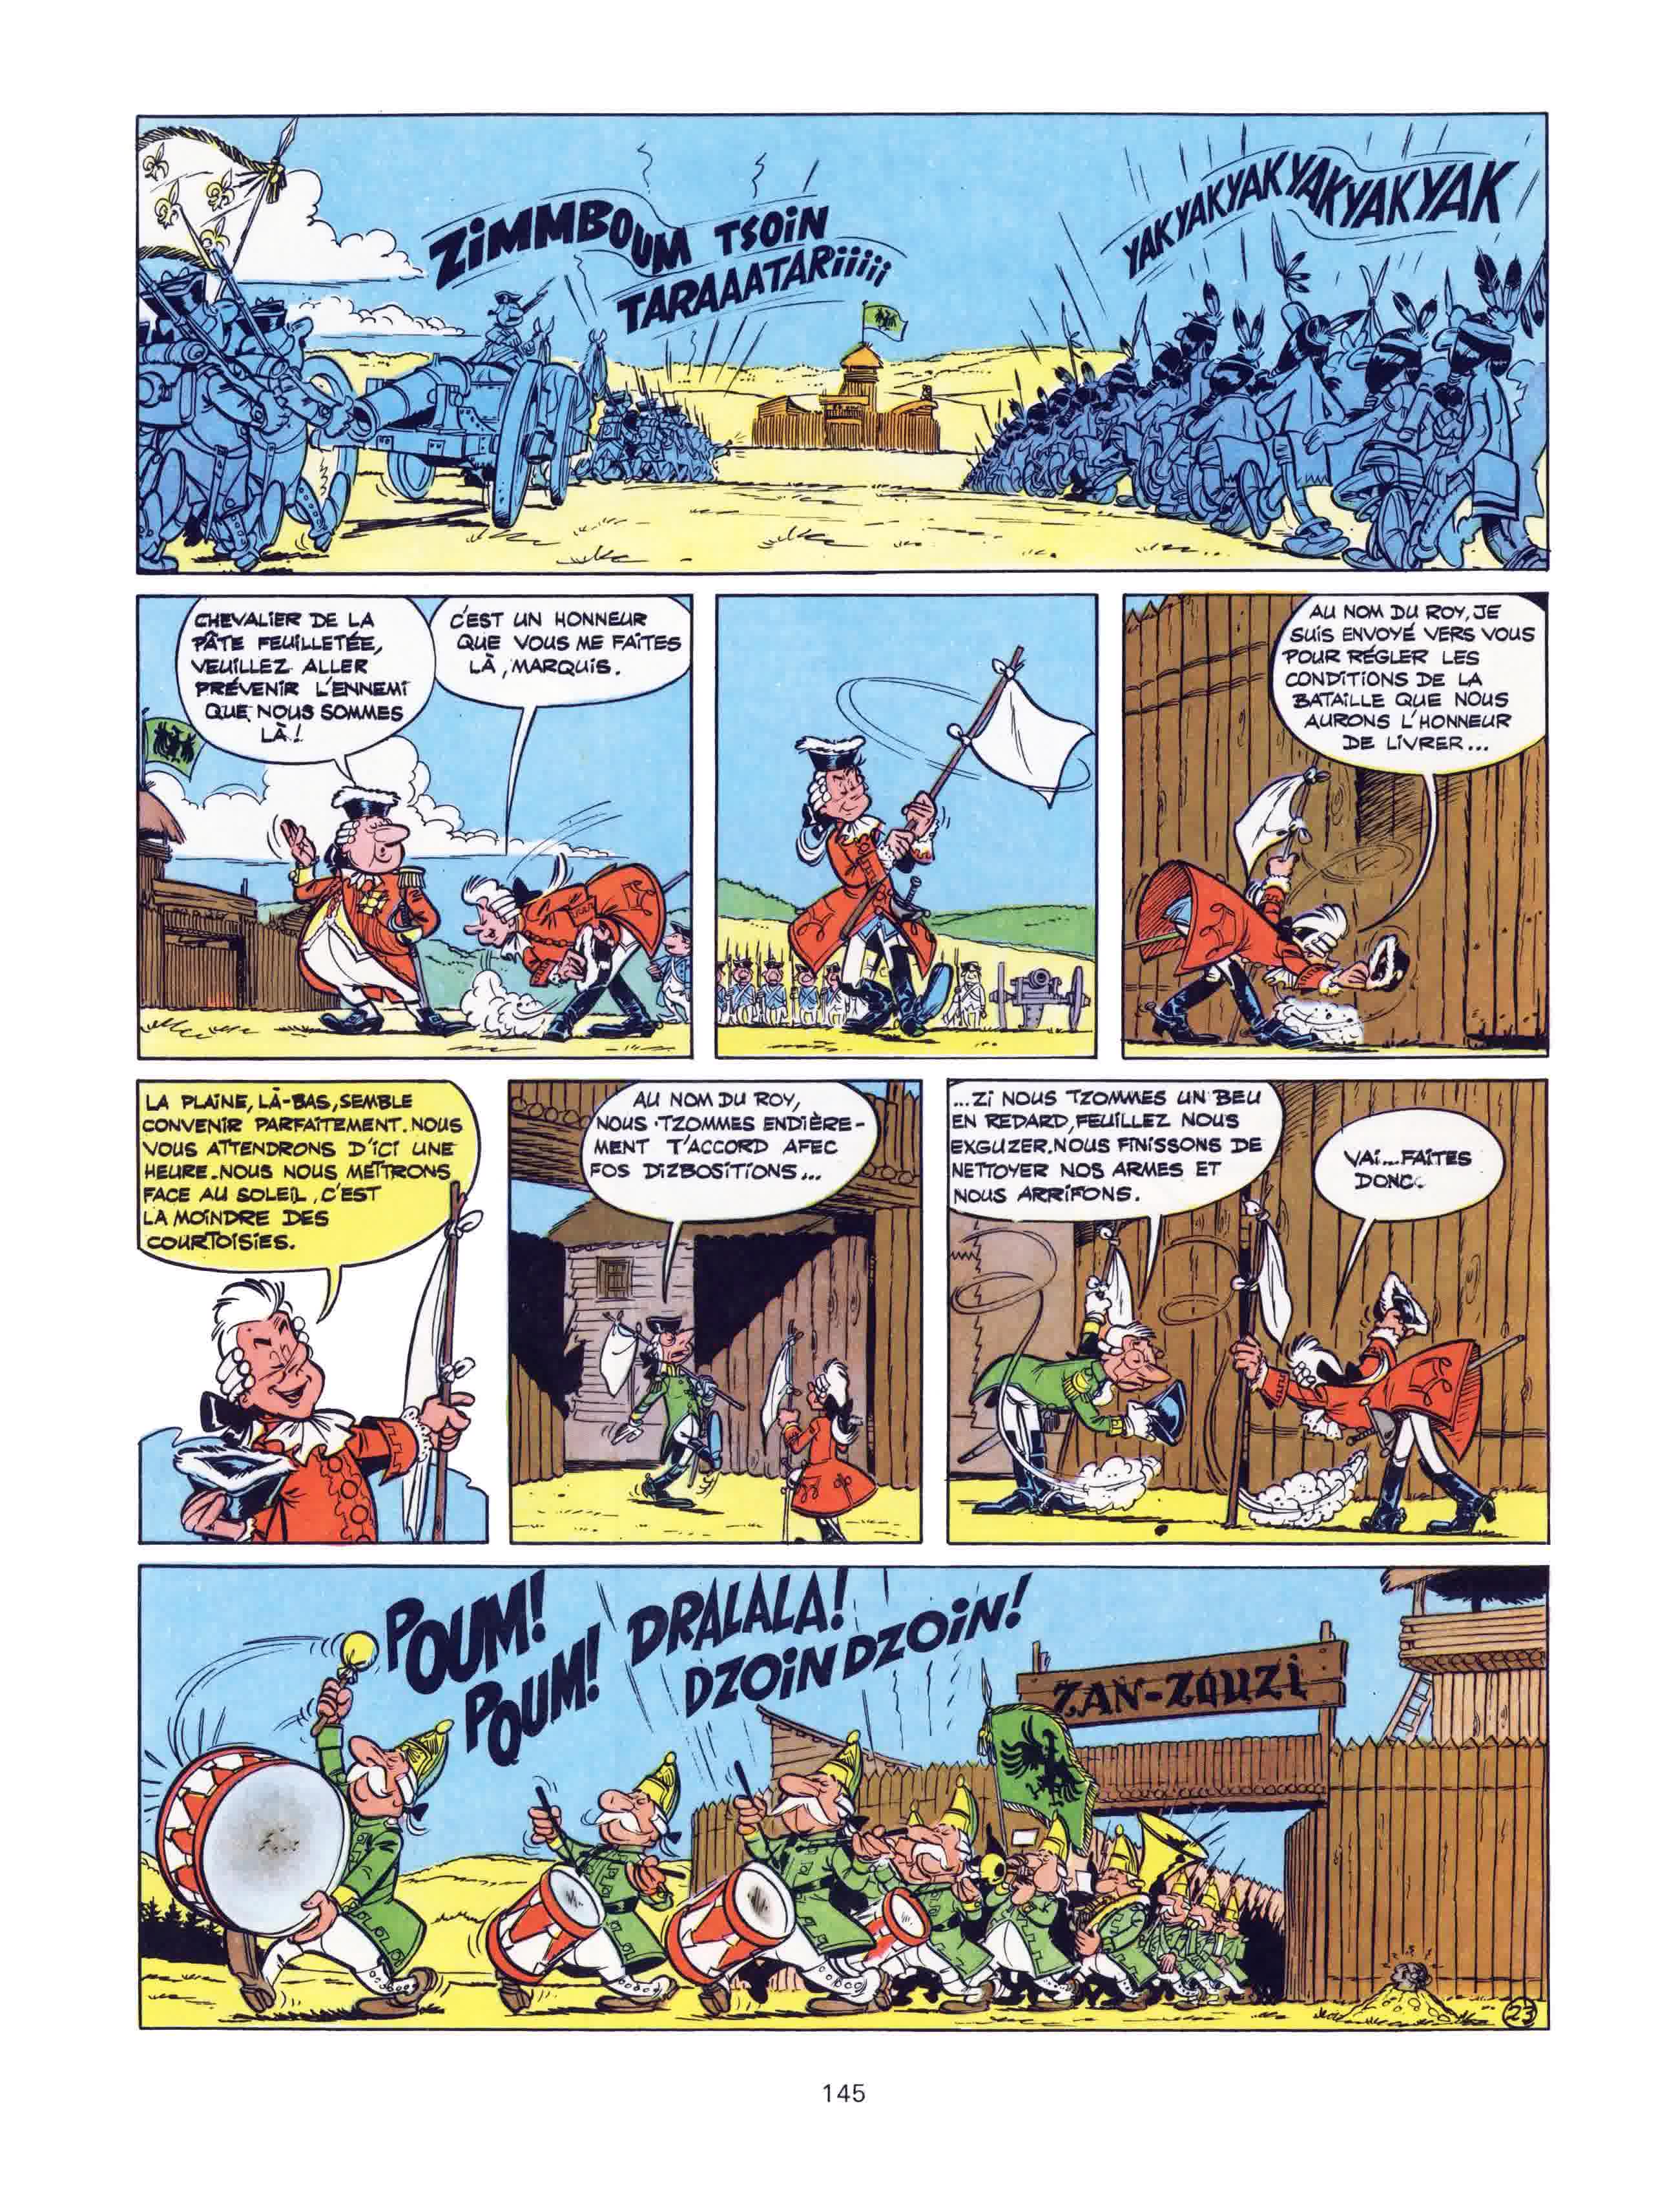 ZIMMBOUM TSOIN
TARAAATARiiiii
YAKYAKYAKYAKYAKYAK
CHEVALIER DE LA
PÂTE FEUILLETÉE,
VEUILLEZ ALLER
PRÉVENIR L'ENNEMI
QUE NOUS SOMMES
LÀ!
C'EST UN HONNEUR
QUE VOUS ME FAITES
LÀ, MARQUIS.
AU NOM DU ROY, JE
SUIS ENVOYÉ VERS VOUS
POUR RÉGLER LES
CONDITIONS DE LA
BATAILLE QUE NOUS
AURONS L'HONNEUR
DE LIVRER...
LA PLAINE, LÀ-BAS, SEMBLE
CONVENIR PARFAITEMENT. NOUS
VOUS ATTENDRONS D'ICI UNE
HEURE. NOUS NOUS METTRONS
FACE AU SOLEIL, C'EST
LA MOINDRE DES
COURTOISIES.
AU NOM DU ROY,
NOUS TZOMMES ENDIÈRE-
MENT T'ACCORD AFEC
FOS DIZBOSITIONS...
...ZI NOUS TZOMMES UN BEU
EN REDARD, FEUILLEZ NOUS
EXGUZER. NOUS FINISSONS DE
NETTOYER NOS ARMES ET
NOUS ARRIFONS.
VAI... FAITES
DONC.
POUM!
POUM!
DRALALA!
DZOIN DZOIN!
ZAN-ZOUZI
23
145